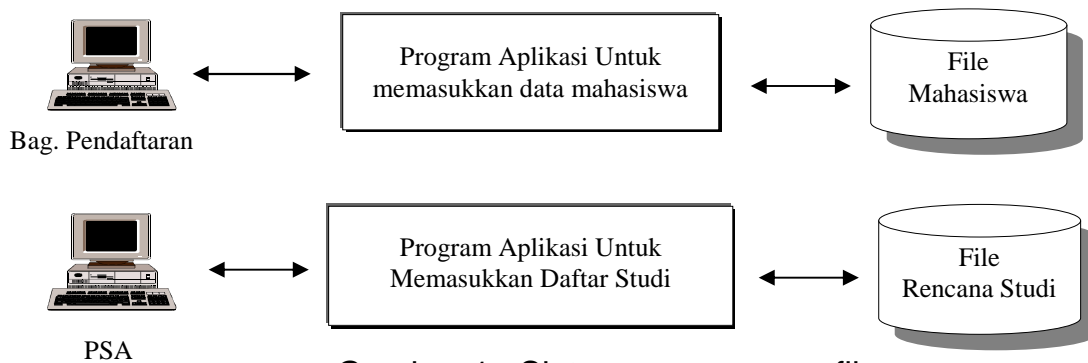 Program Aplikasi Untuk
memasukkan data mahasiswa
File
Mahasiswa
Bag. Pendaftaran
Program Aplikasi Untuk
Memasukkan Daftar Studi
File
Rencana Studi
PSA